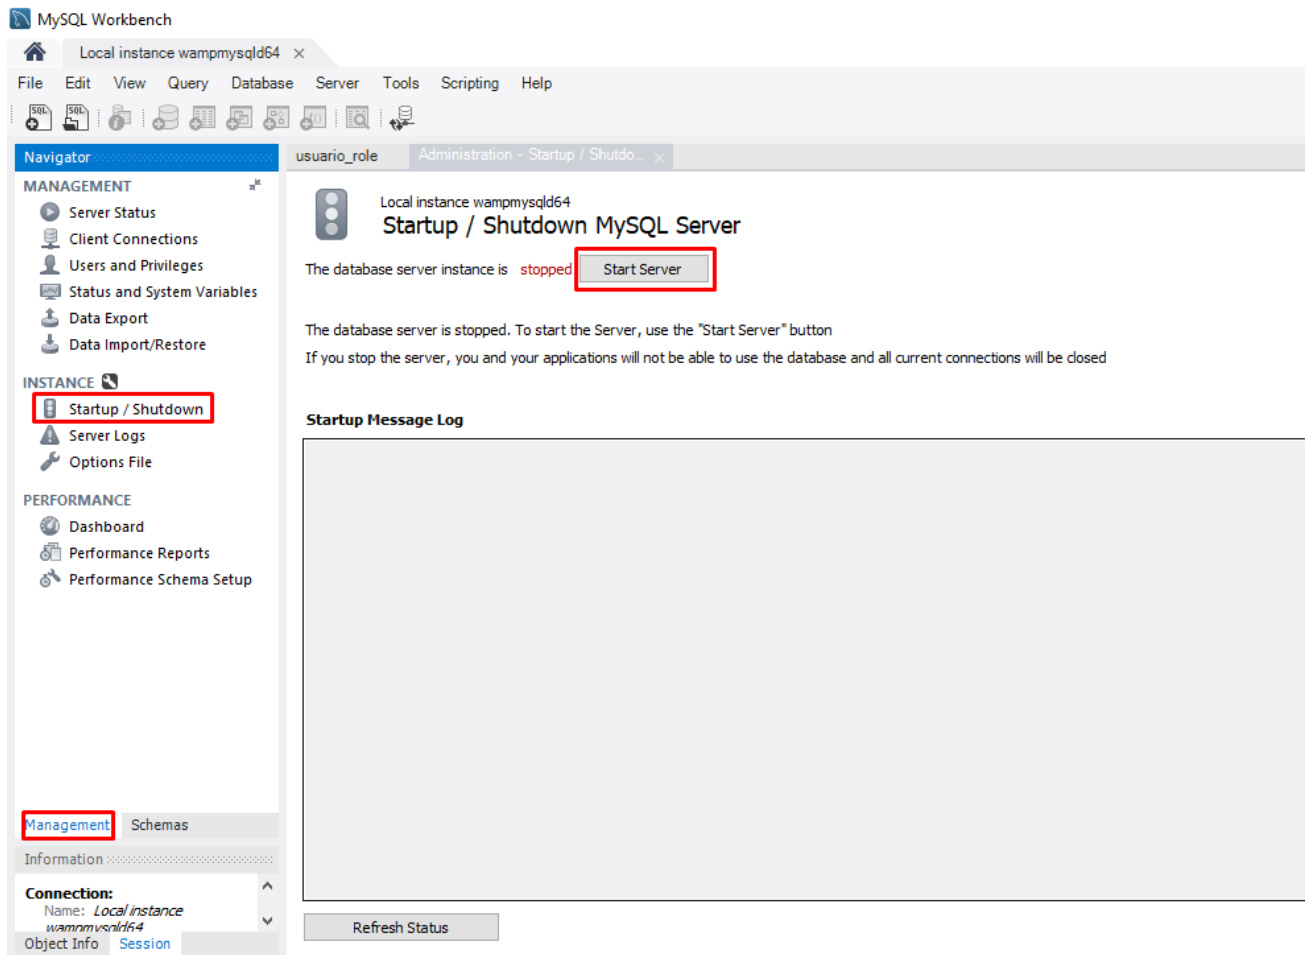 MySQL Workbench
Local instance wampmysqld64
File Edit View Query Database Server Tools Scripting Help
SQL SQL
Navigator
MANAGEMENT
Server Status
Client Connections
Users and Privileges
Status and System Variables
Data Export
Data Import/Restore
INSTANCE
Startup / Shutdown
Server Logs
Options File
PERFORMANCE
Dashboard
Performance Reports
Performance Schema Setup
Management Schemas
Information
Connection:
Name: Local instance
wampmysqld64
Object Info Session
usuario_role Administration - Startup / Shutdo...
Local instance wampmysqld64
Startup / Shutdown MySQL Server
The database server instance is stopped Start Server
The database server is stopped. To start the Server, use the "Start Server" button
If you stop the server, you and your applications will not be able to use the database and all current connections will be closed
Startup Message Log
Refresh Status